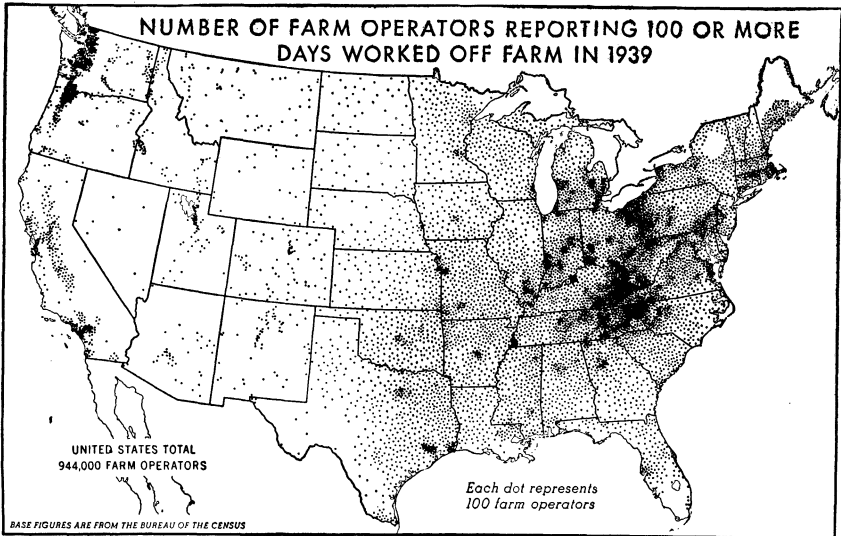 NUMBER OF FARM OPERATORS REPORTING 100 OR MORE
DAYS WORKED OFF FARM IN 1939
UNITED STATES TOTAL
944,000 FARM OPERATORS
Each dot represents
100 farm operators
BASE FIGURES ARE FROM THE BUREAU OF THE CENSUS